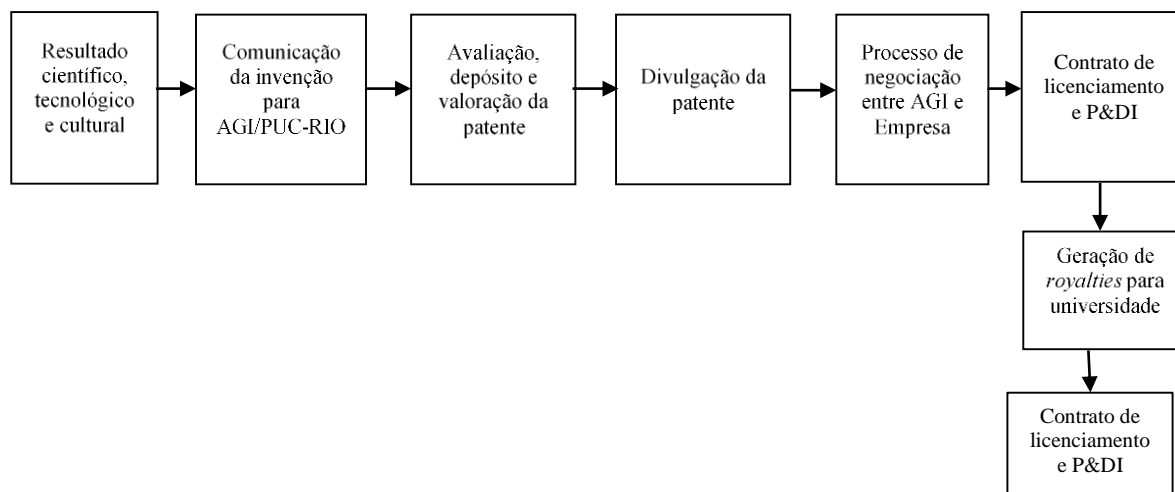 Resultado
científico,
tecnológico
e cultural
Comunicação
da invenção
para
AGI/PUC-RIO
Avaliação,
depósito e
valoração da
patente
Divulgação da
patente
Processo de
negociação
entre AGI e
Empresa
Contrato de
licenciamento
e P&DI
Geração de
royalties para
universidade
Contrato de
licenciamento
e P&DI